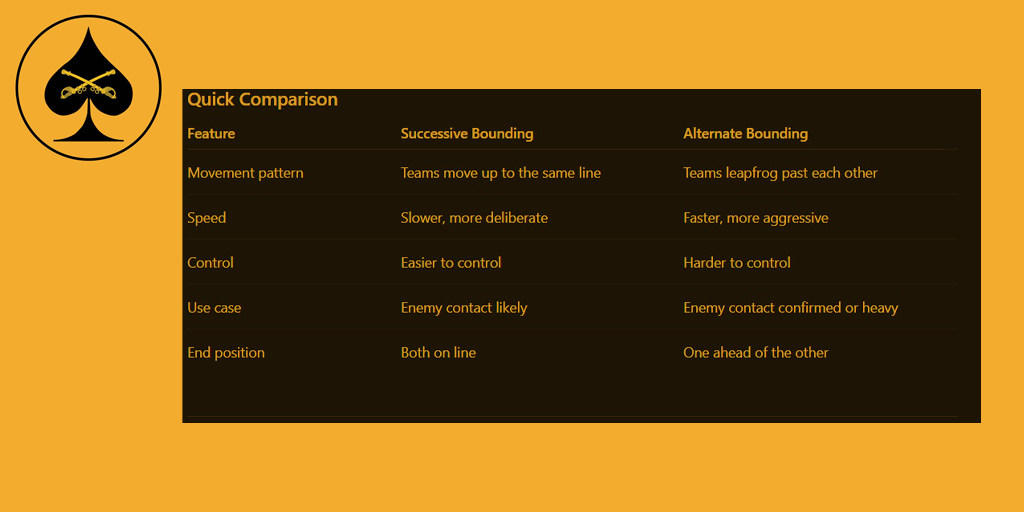 Quick Comparison
Feature Successive Bounding Alternate Bounding
Movement pattern Teams move up to the same line Teams leapfrog past each other
Speed Slower, more deliberate Faster, more aggressive
Control Easier to control Harder to control
Use case Enemy contact likely Enemy contact confirmed or heavy
End position Both on line One ahead of the other